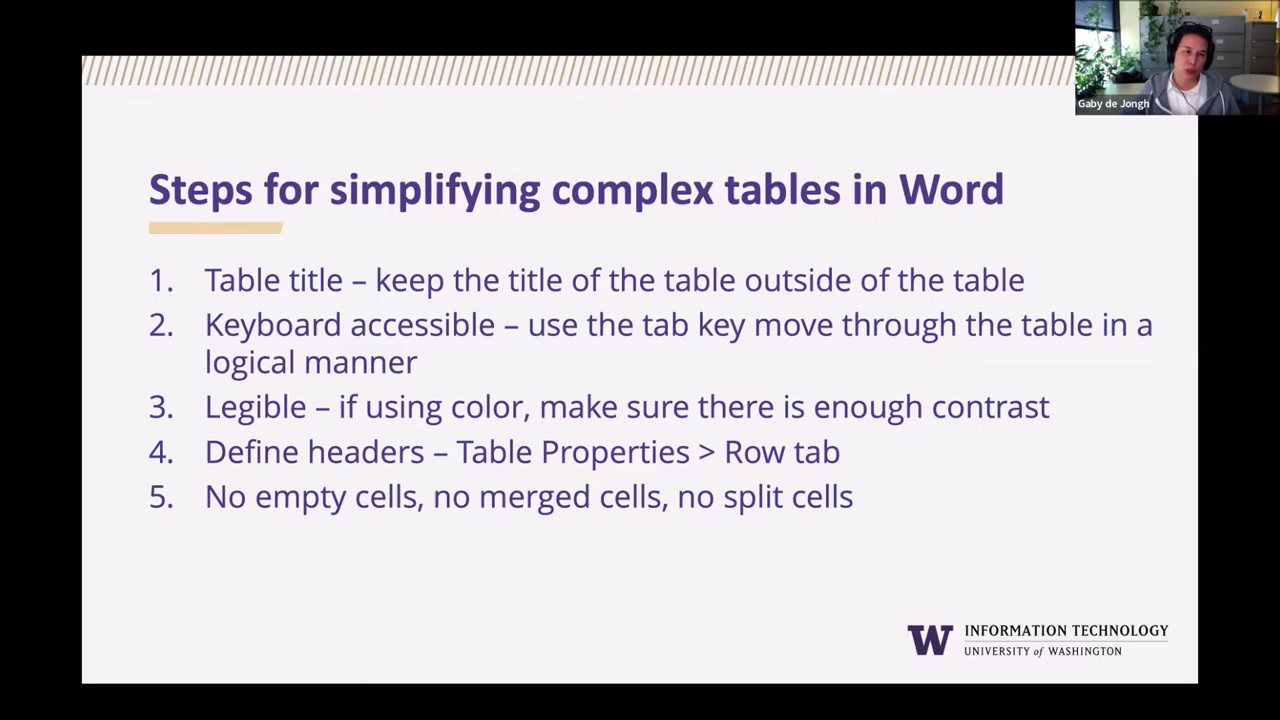 Gaby de Jongh
Steps for simplifying complex tables in Word
1. Table title – keep the title of the table outside of the table
2. Keyboard accessible – use the tab key move through the table in a
logical manner
3. Legible – if using color, make sure there is enough contrast
4. Define headers – Table Properties > Row tab
5. No empty cells, no merged cells, no split cells
W INFORMATION TECHNOLOGY
UNIVERSITY of WASHINGTON